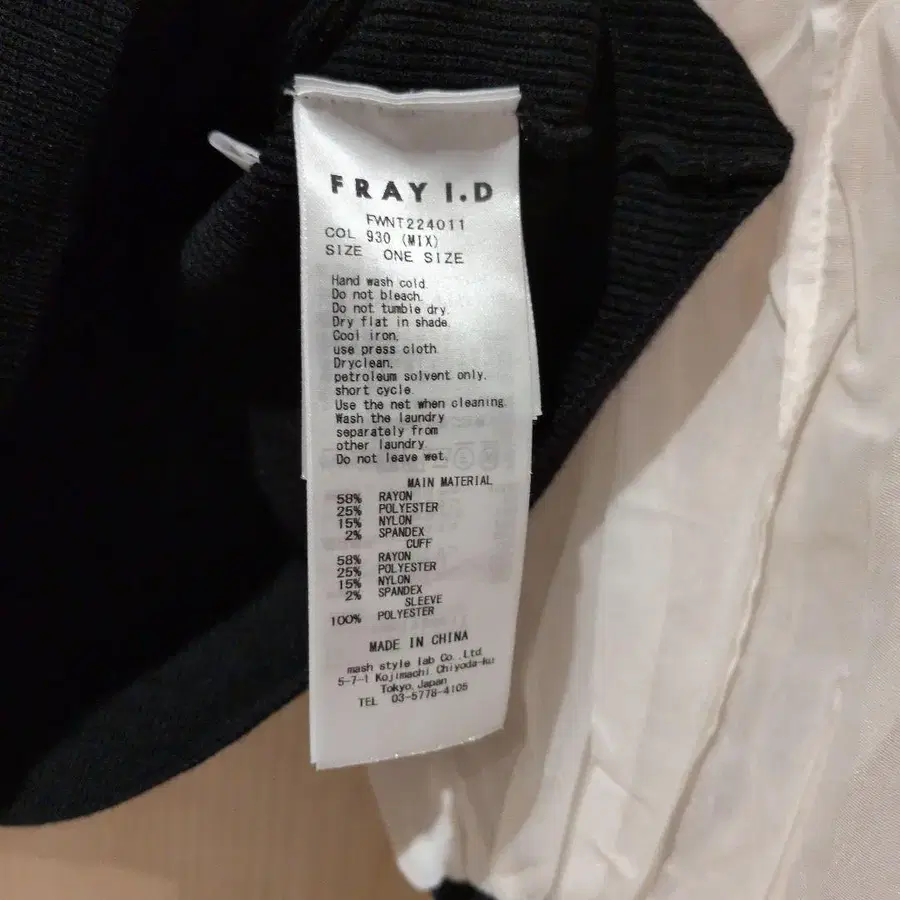 FRAY I.D
FWNT224011
COL 930 (MIX)
SIZE ONE SIZE
Hand wash cold.
Do not bleach.
Do not tumble dry.
Dry flat in shade.
Cool iron,
use press cloth.
Dryclean,
petroleum solvent only.
short cycle.
Use the net when cleaning.
Wash the laundry
separately from
other laundry.
Do not leave wet.
MAIN MATERIAL
58% RAYON
25% POLYESTER
15% NYLON
2% SPANDEX
CUFF
58% RAYON
25% POLYESTER
15% NYLON
2% SPANDEX
SLEEVE
100% POLYESTER
MADE IN CHINA
mash style lab Co.,Ltd.
5-7-1 Kojimachi Chiyoda-ku
Tokyo, Japan
TEL 03-5778-4105